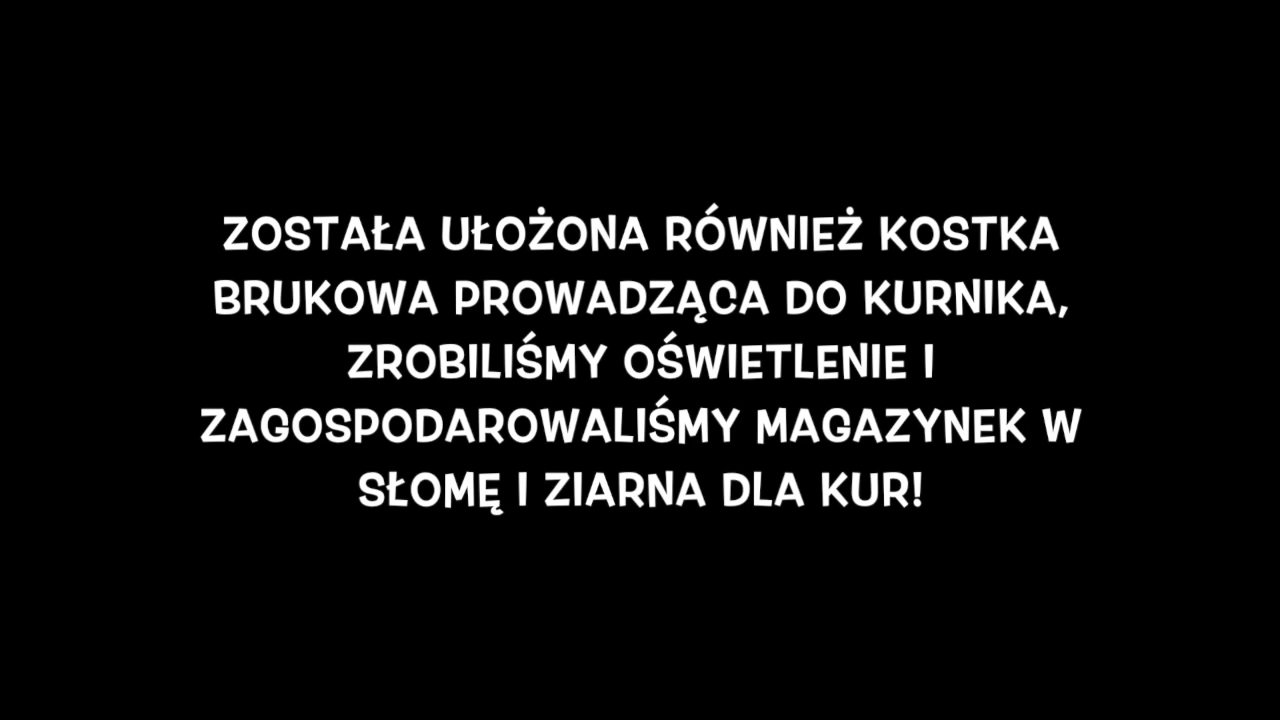 ZOSTAŁA UŁOŻONA RÓWNIEŻ KOSTKA
BRUKOWA PROWADZĄCA DO KURNIKA,
ZROBILIŚMY OŚWIETLENIE I
ZAGOSPODAROWALIŚMY MAGAZYNEK W
SŁOMĘ I ZIARNA DLA KUR!